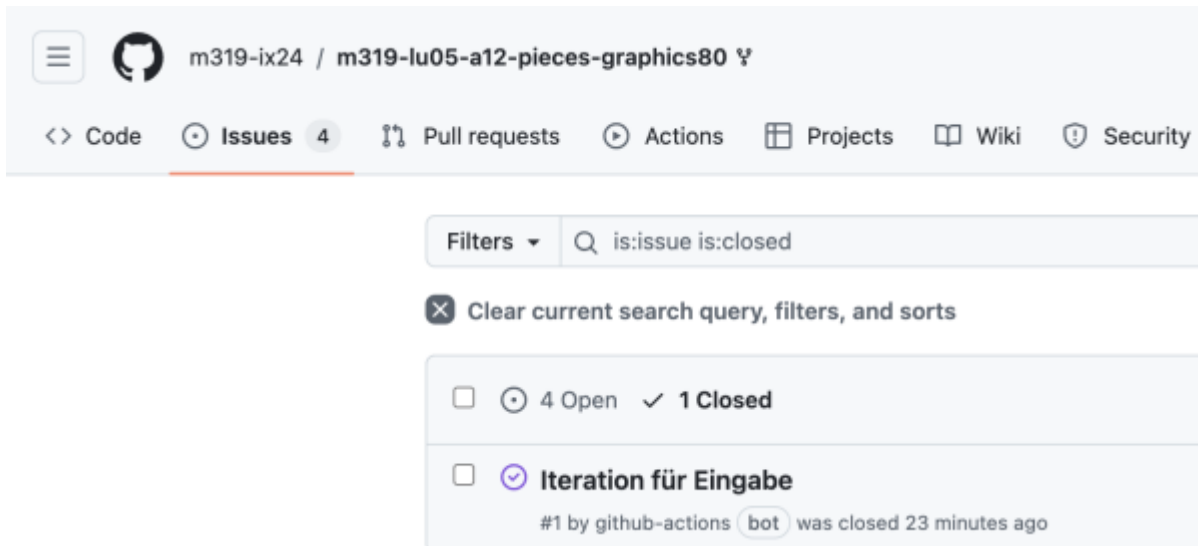 m319-ix24 / m319-lu05-a12-pieces-graphics80
Code Issues 4 Pull requests Actions Projects Wiki Security
Filters is:issue is:closed
Clear current search query, filters, and sorts
4 Open 1 Closed
Iteration für Eingabe
#1 by github-actions bot was closed 23 minutes ago